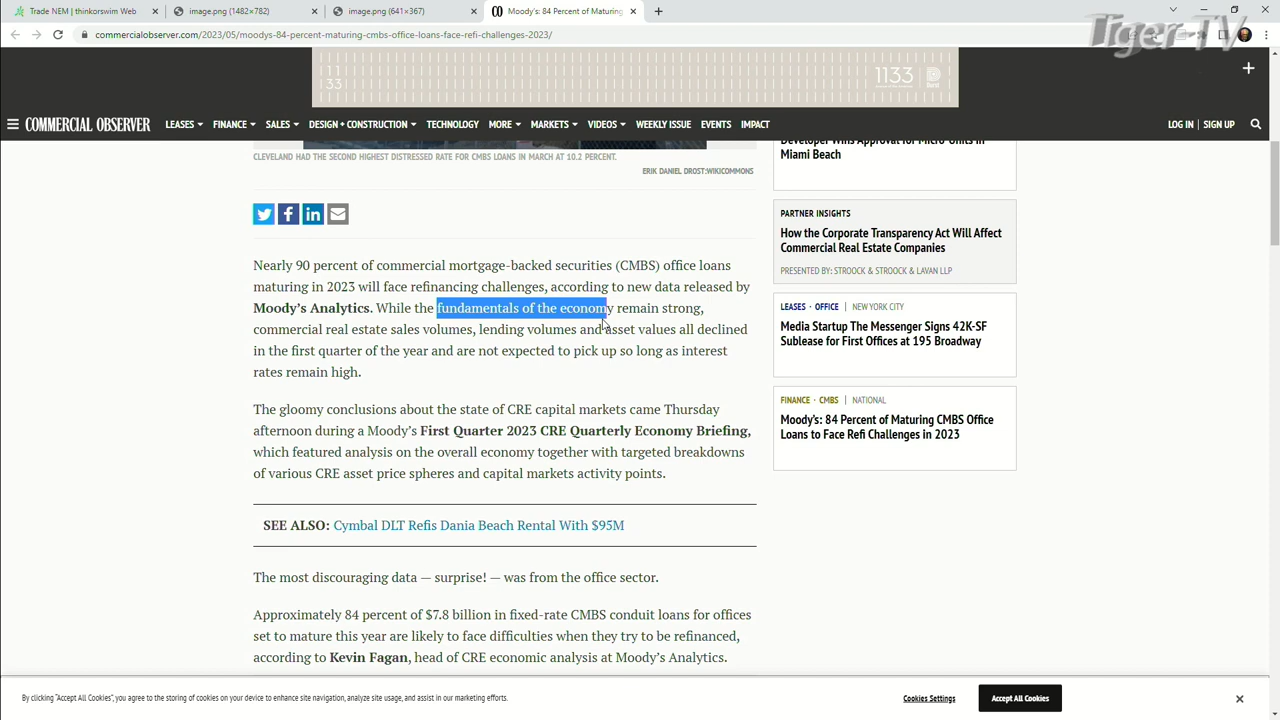 Trade NEM | thinkorswim Web
image.png (1482×782)
image.png (641×367)
Moody's: 84 Percent of Maturing
Tiger-TV
commercialobserver.com/2023/05/moodys-84-percent-maturing-cmbs-office-loans-face-refi-challenges-2023/
11
33
1133
COMMERCIAL OBSERVER
LEASES FINANCE SALES DESIGN + CONSTRUCTION TECHNOLOGY MORE MARKETS VIDEOS WEEKLY ISSUE EVENTS IMPACT
LOG IN | SIGN UP
CLEVELAND HAD THE SECOND HIGHEST DISTRESSED RATE FOR CMBS LOANS IN MARCH AT 10.2 PERCENT.
ERIK DANIEL DROST:WIKICOMMONS
Nearly 90 percent of commercial mortgage-backed securities (CMBS) office loans
maturing in 2023 will face refinancing challenges, according to new data released by
Moody's Analytics. While the fundamentals of the economy remain strong,
commercial real estate sales volumes, lending volumes and asset values all declined
in the first quarter of the year and are not expected to pick up so long as interest
rates remain high.
The gloomy conclusions about the state of CRE capital markets came Thursday
afternoon during a Moody's First Quarter 2023 CRE Quarterly Economy Briefing,
which featured analysis on the overall economy together with targeted breakdowns
of various CRE asset price spheres and capital markets activity points.
SEE ALSO: Cymbal DLT Refis Dania Beach Rental With $95M
The most discouraging data — surprise! — was from the office sector.
Approximately 84 percent of $7.8 billion in fixed-rate CMBS conduit loans for offices
set to mature this year are likely to face difficulties when they try to be refinanced,
according to Kevin Fagan, head of CRE economic analysis at Moody's Analytics.
Developer Wins Approval for Micro-Units in
Miami Beach
PARTNER INSIGHTS
How the Corporate Transparency Act Will Affect
Commercial Real Estate Companies
PRESENTED BY: STROOCK & STROOCK & LAVAN LLP
LEASES · OFFICE | NEW YORK CITY
Media Startup The Messenger Signs 42K-SF
Sublease for First Offices at 195 Broadway
FINANCE · CMBS | NATIONAL
Moody's: 84 Percent of Maturing CMBS Office
Loans to Face Refi Challenges in 2023
By clicking "Accept All Cookies", you agree to the storing of cookies on your device to enhance site navigation, analyze site usage, and assist in our marketing efforts.
Cookies Settings
Accept All Cookies